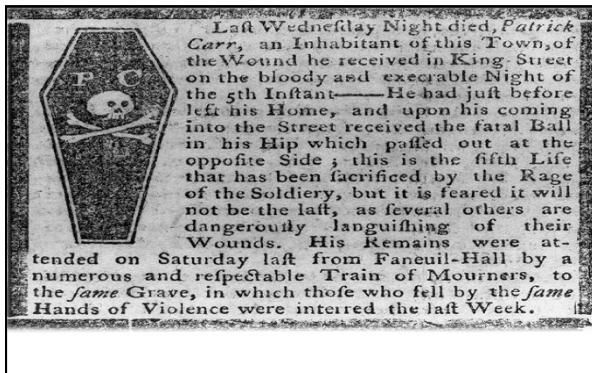 P C
Laſt Wedneſday Night died, Patrick
Carr, an Inhabitant of this Town, of
the Wound he received in King-Street
on the bloody and execrable Night of
the 5th Inſtant——He had juſt before
left his Home, and upon his coming
into the Street received the fatal Ball
in his Hip which paſſed out at the
oppoſite Side ; this is the fifth Life
that has been ſacrificed by the Rage
of the Soldiery, but it is feared it will
not be the laſt, as ſeveral others are
dangerouſly languiſhing of their
Wounds. His Remains were at-
tended on Saturday laſt from Faneuil-Hall by a
numerous and reſpectable Train of Mourners, to
the ſame Grave, in which thoſe who fell by the ſame
Hands of Violence were interred the laſt Week.